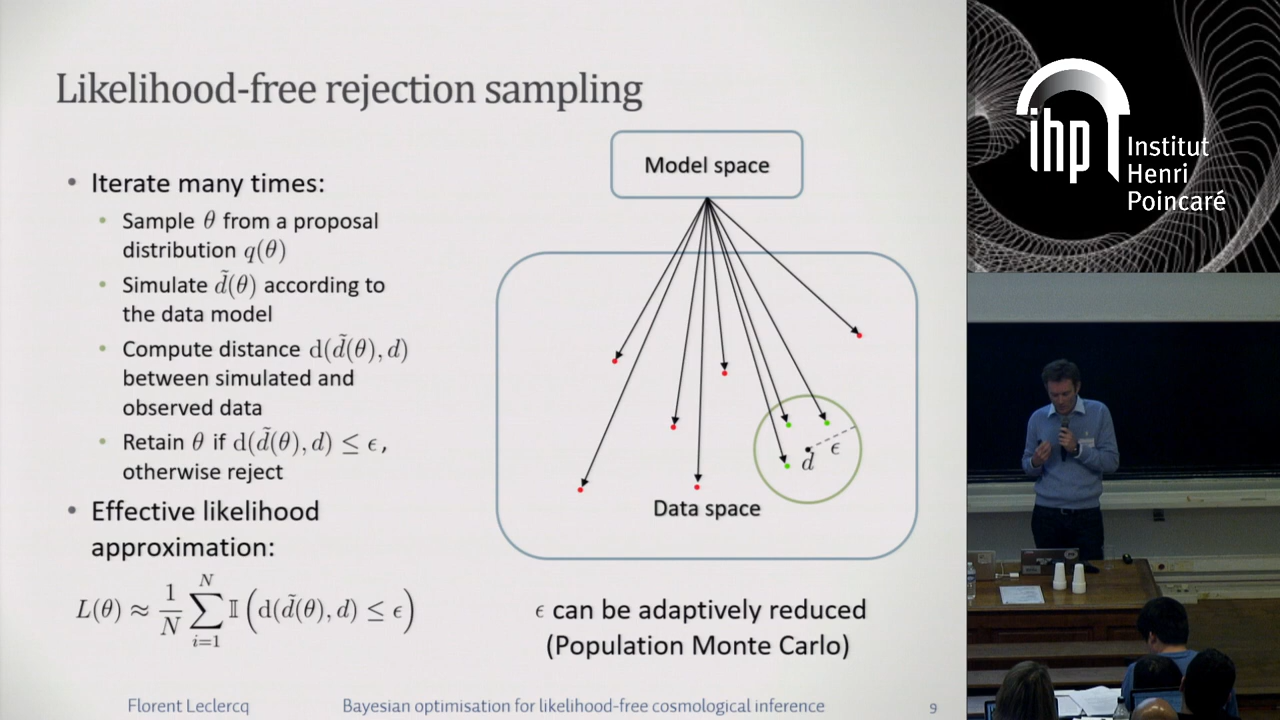 Likelihood-free rejection sampling
• Iterate many times:
• Sample θ from a proposal
distribution q(θ)
• Simulate d̃(θ) according to
the data model
• Compute distance d(d̃(θ), d)
between simulated and
observed data
• Retain θ if d(d̃(θ), d) ≤ ϵ,
otherwise reject
• Effective likelihood
approximation:
L(θ) ≈ 1/N ∑_{i=1}^{N} 𝕀(d(d̃(θ), d) ≤ ϵ)
Model space
d ϵ
Data space
ϵ can be adaptively reduced
(Population Monte Carlo)
Florent Leclercq
Bayesian optimisation for likelihood-free cosmological inference
9
ihp
Institut
Henri
Poincaré